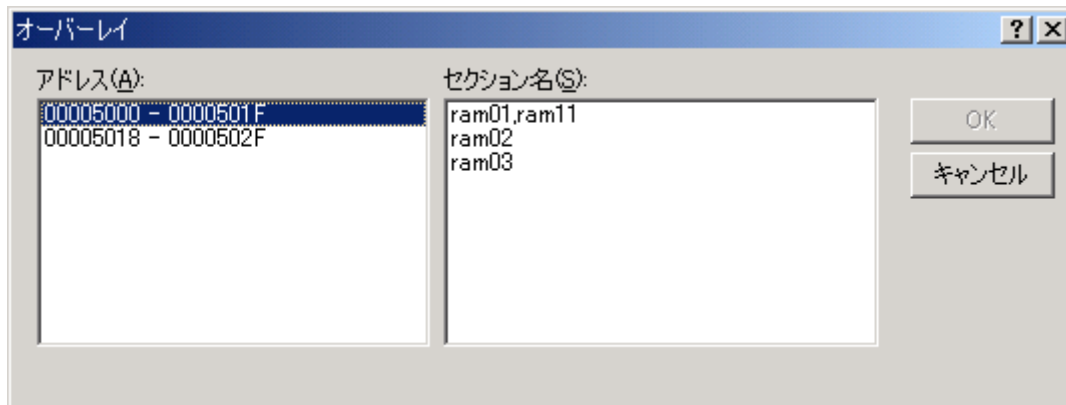 オーバーレイ
アドレス(A):
00005000 - 0000501F
00005018 - 0000502F
セクション名(S):
ram01,ram11
ram02
ram03
OK
キャンセル